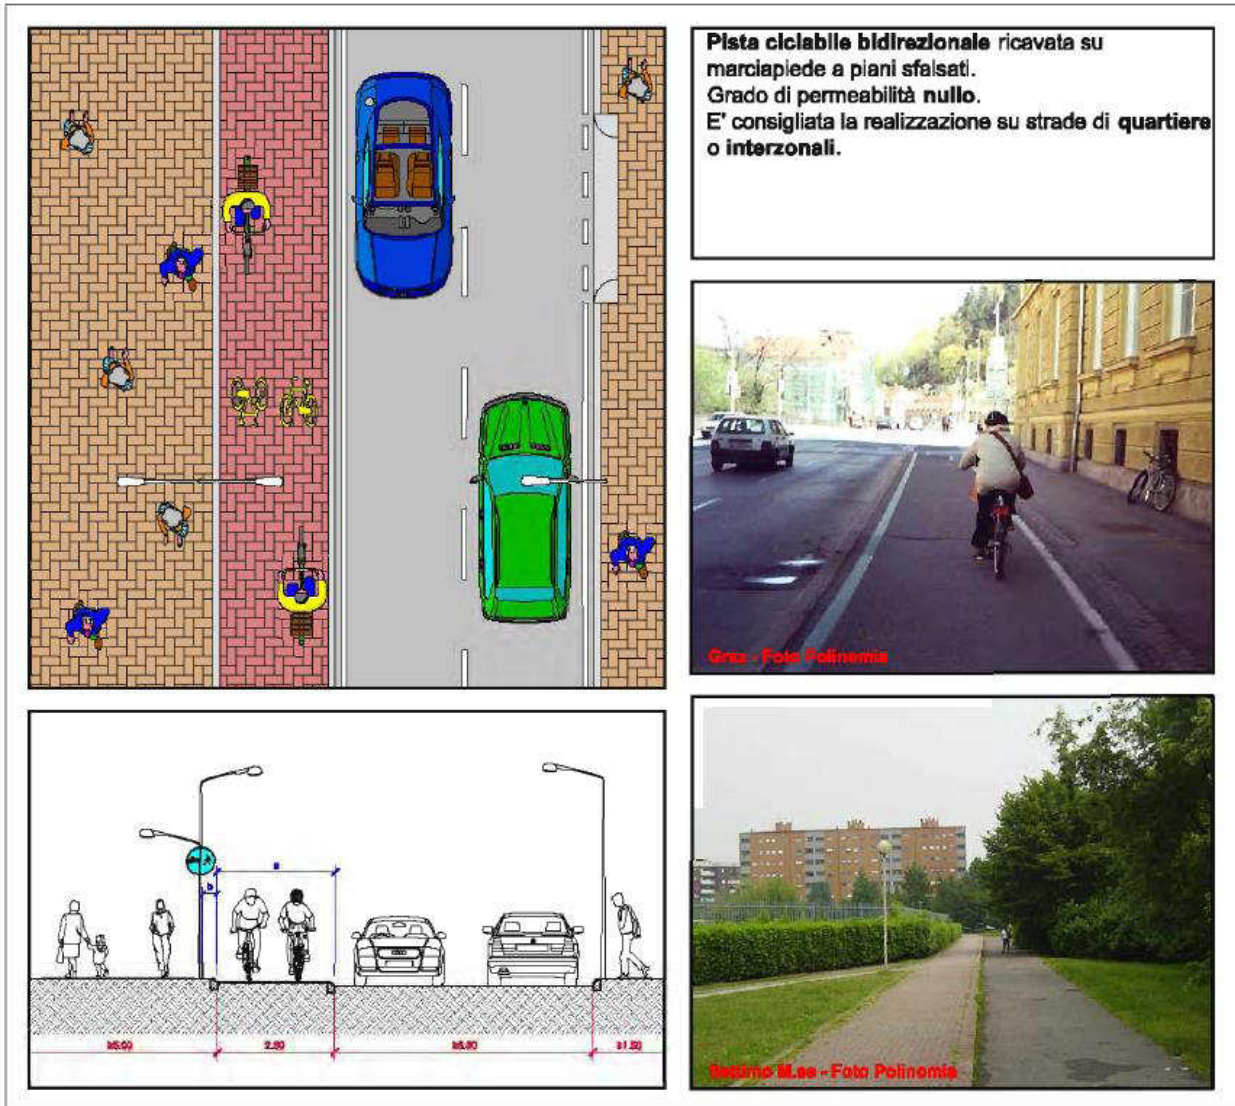 Pista ciclabile bidirezionale ricavata su
marciapiede a piani sfalsati.
Grado di permeabilità nullo.
E' consigliata la realizzazione su strade di quartiere
o interzonali.
Graz - Foto Polinomia
a
b
2.50
Settimo M.se - Foto Polinomia